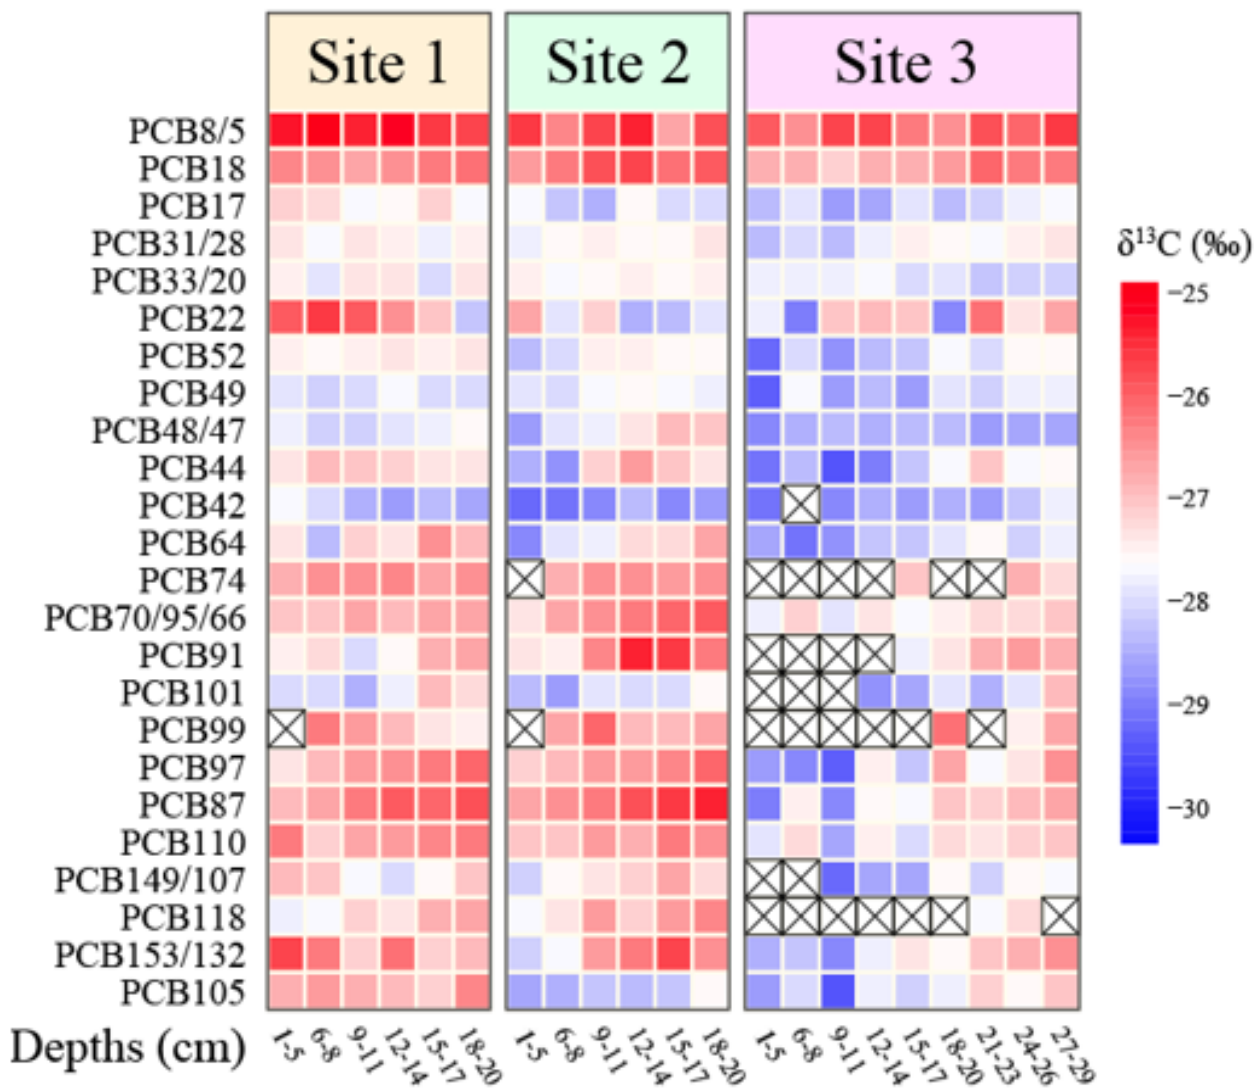 Site 1
Site 2
Site 3
PCB8/5
PCB18
PCB17
PCB31/28
PCB33/20
PCB22
PCB52
PCB49
PCB48/47
PCB44
PCB42
PCB64
PCB74
PCB70/95/66
PCB91
PCB101
PCB99
PCB97
PCB87
PCB110
PCB149/107
PCB118
PCB153/132
PCB105
Depths (cm)
1-5
6-8
9-11
12-14
15-17
18-20
1-5
6-8
9-11
12-14
15-17
18-20
1-5
6-8
9-11
12-14
15-17
18-20
21-23
24-26
27-29
δ¹³C (‰)
−25
−26
−27
−28
−29
−30